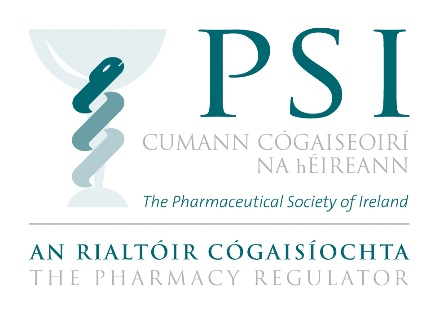 PSI
CUMANN CÓGAISEOIRÍ
NA hÉIREANN
The Pharmaceutical Society of Ireland
AN RIALTÓIR CÓGAISÍOCHTA
THE PHARMACY REGULATOR